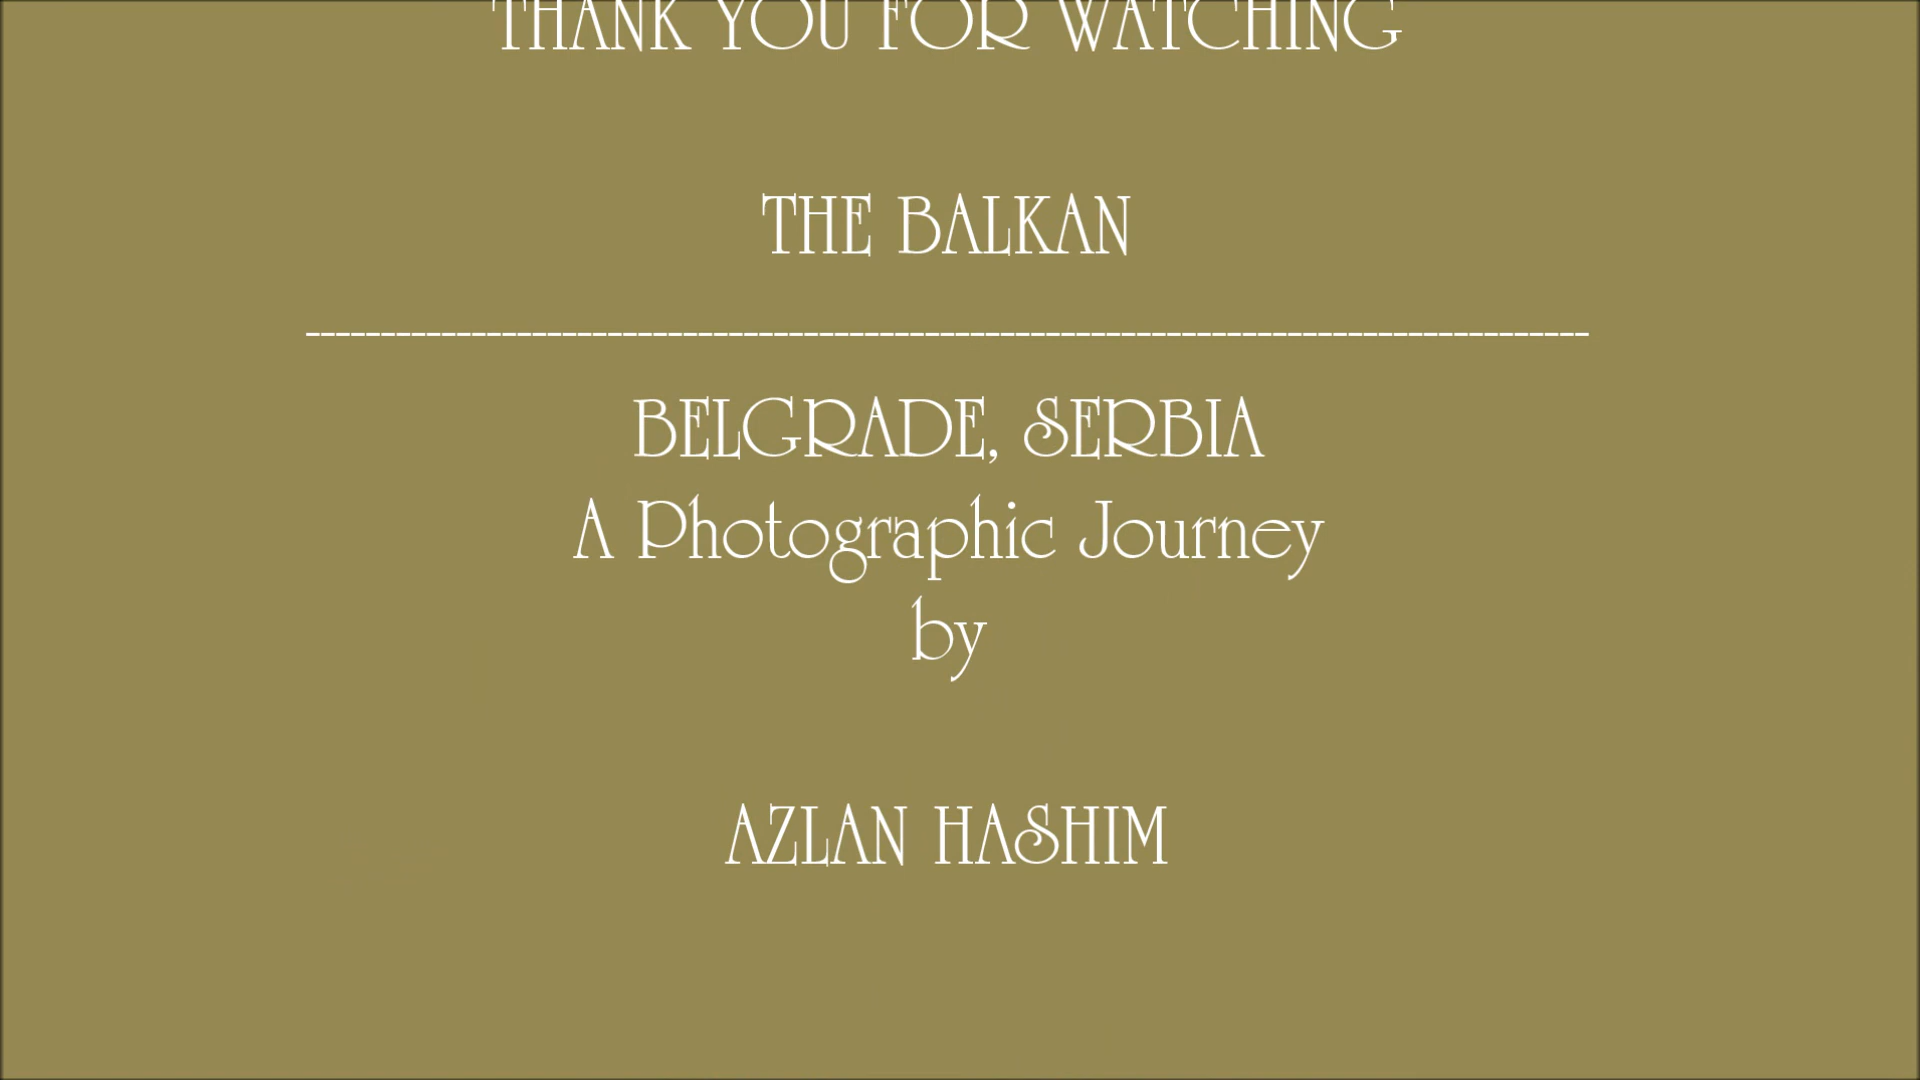 THANK YOU FOR WATCHING
THE BALKAN
-------------------------------------------------------------------------------------
BELGRADE, SERBIA
A Photographic Journey
by
AZLAN HASHIM